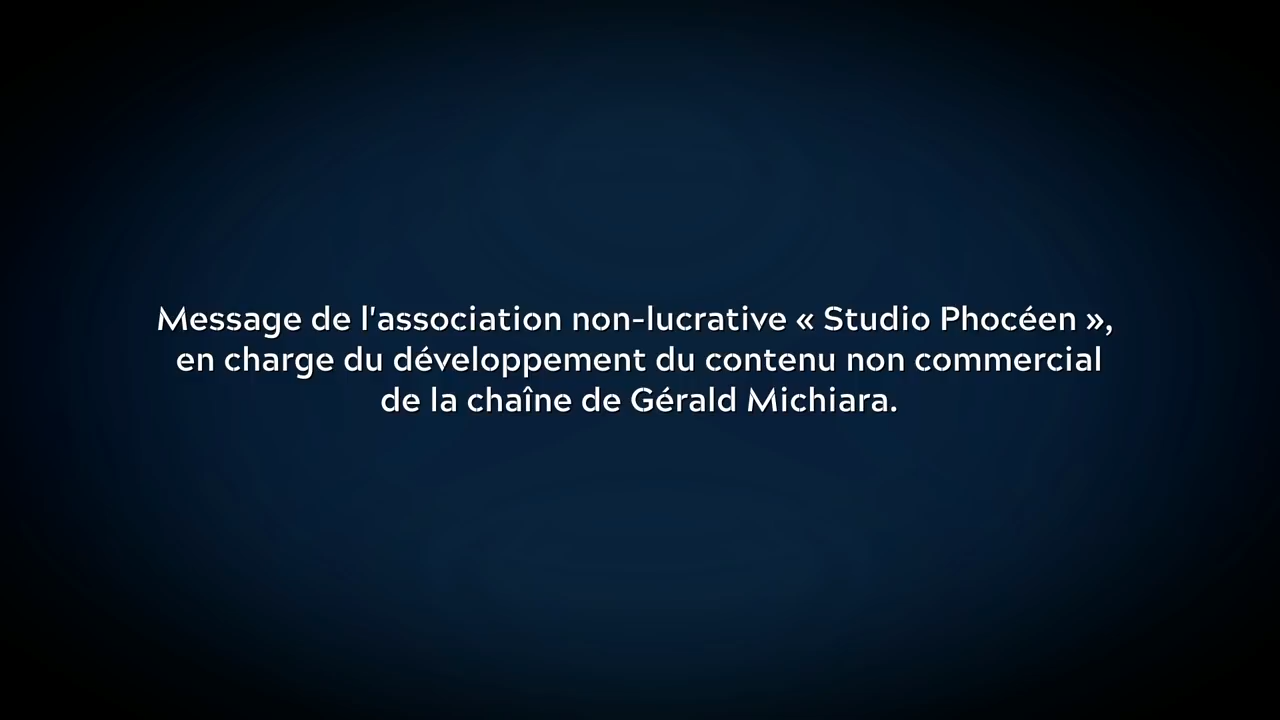 Message de l'association non-lucrative « Studio Phocéen »,
en charge du développement du contenu non commercial
de la chaîne de Gérald Michiara.